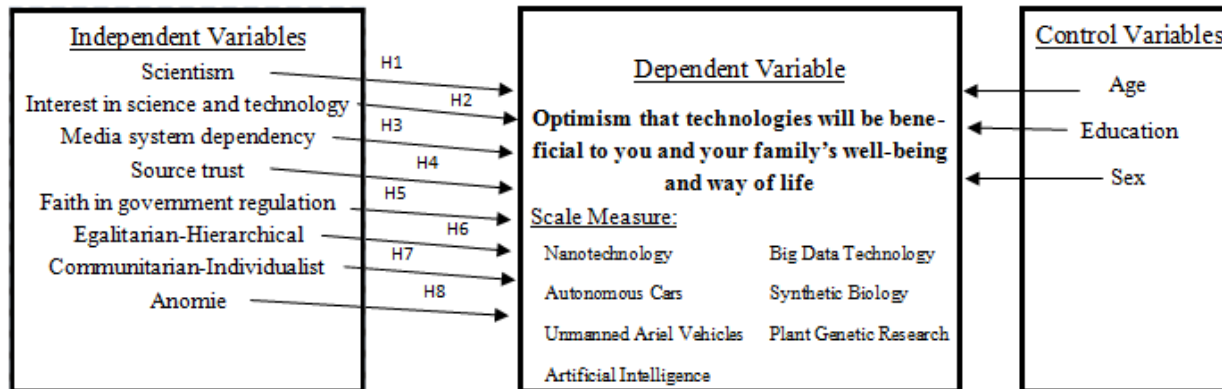 Independent Variables
Scientism
Interest in science and technology
Media system dependency
Source trust
Faith in government regulation
Egalitarian-Hierarchical
Communitarian-Individualist
Anomie
H1
H2
H3
H4
H5
H6
H7
H8
Dependent Variable
Optimism that technologies will be bene-
ficial to you and your family's well-being
and way of life
Scale Measure:
Nanotechnology Big Data Technology
Autonomous Cars Synthetic Biology
Unmanned Ariel Vehicles Plant Genetic Research
Artificial Intelligence
Control Variables
Age
Education
Sex